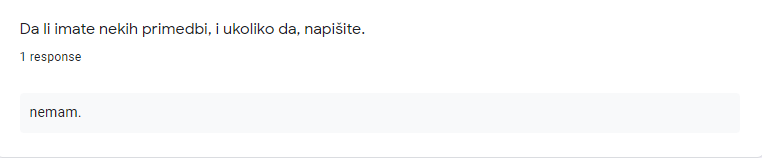 Da li imate nekih primedbi, i ukoliko da, napišite.
1 response
nemam.